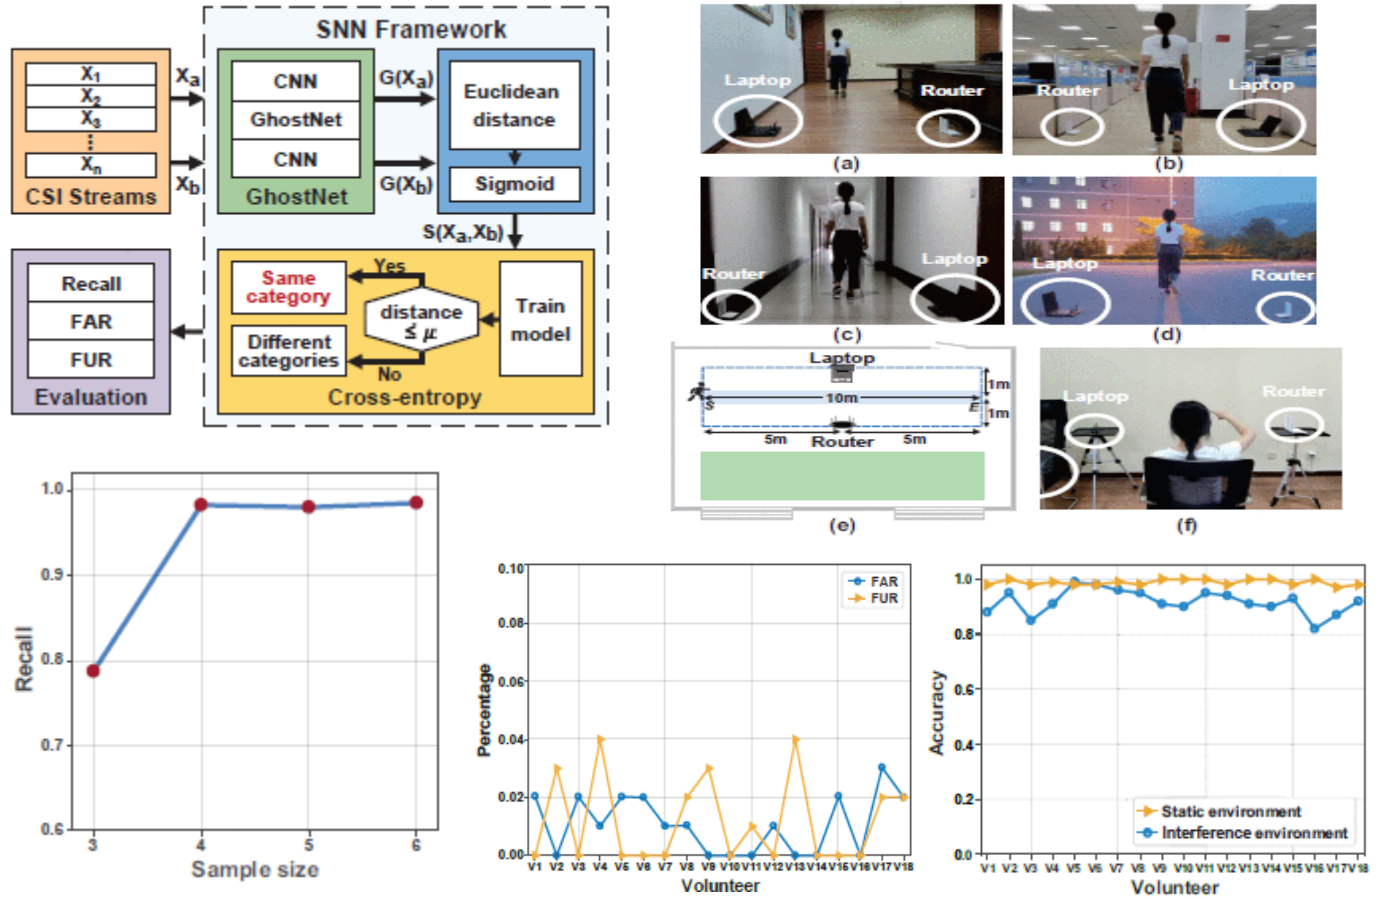 SNN Framework
X1
X2
X3
Xn
CSI Streams
Xa
Xb
CNN
GhostNet
CNN
GhostNet
G(Xa)
G(Xb)
Euclidean
distance
Sigmoid
S(Xa,Xb)
Recall
FAR
FUR
Evaluation
Same
category
Different
categories
Yes
No
distance
≤ μ
Train
model
Cross-entropy
Laptop
Router
(a)
Router
Laptop
(b)
Router
Laptop
(c)
Laptop
Router
(d)
Laptop
1m
10m
S
E
1m
5m
Router
5m
(e)
Laptop
Router
(f)
Recall
1.0
0.9
0.8
0.7
0.6
3
4
5
6
Sample size
Percentage
0.10
0.08
0.06
0.04
0.02
0.00
FAR
FUR
V1 V2 V3 V4 V5 V6 V7 V8 V9 V10 V11 V12 V13 V14 V15 V16 V17 V18
Volunteer
Accuracy
1.0
0.8
0.6
0.4
0.2
0.0
Static environment
Interference environment
V1 V2 V3 V4 V5 V6 V7 V8 V9 V10 V11 V12 V13 V14 V15 V16 V17 V18
Volunteer